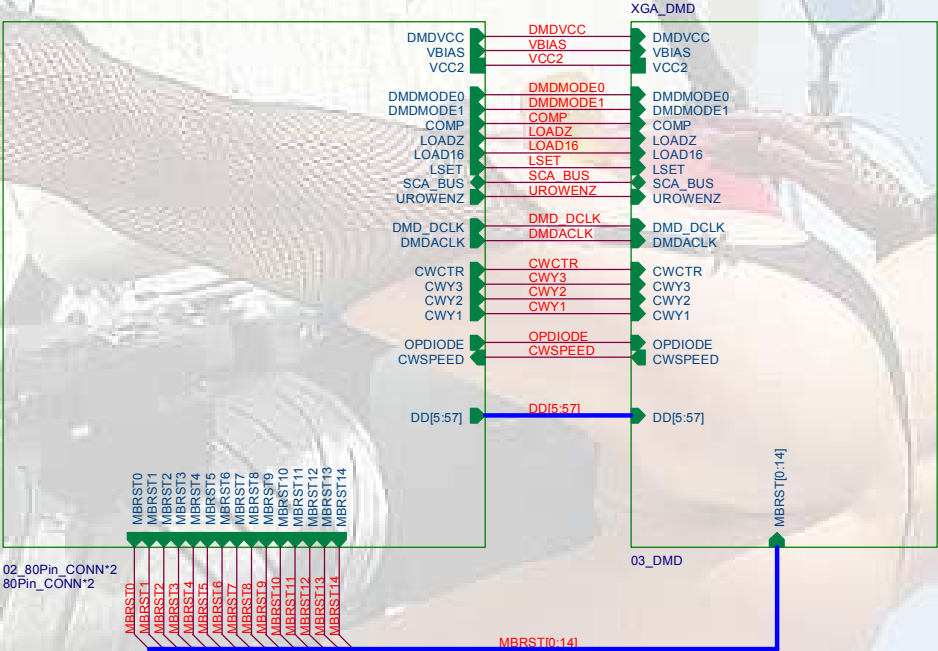 XGA_DMD
DMDVCC DMDVCC DMDVCC
VBIAS VBIAS VBIAS
VCC2 VCC2 VCC2
DMDMODE0 DMDMODE0 DMDMODE0
DMDMODE1 DMDMODE1 DMDMODE1
COMP COMP COMP
LOADZ LOADZ LOADZ
LOAD16 LOAD16 LOAD16
LSET LSET LSET
SCA_BUS SCA_BUS SCA_BUS
UROWENZ UROWENZ UROWENZ
DMD_DCLK DMD_DCLK DMD_DCLK
DMDACLK DMDACLK DMDACLK
CWCTR CWCTR CWCTR
CWY3 CWY3 CWY3
CWY2 CWY2 CWY2
CWY1 CWY1 CWY1
OPDIODE OPDIODE OPDIODE
CWSPEED CWSPEED CWSPEED
DD[5:57] DD[5:57] DD[5:57]
MBRST0
MBRST1
MBRST2
MBRST3
MBRST4
MBRST5
MBRST6
MBRST7
MBRST8
MBRST9
MBRST10
MBRST11
MBRST12
MBRST13
MBRST14
MBRST[0:14]
02_80Pin_CONN*2
80Pin_CONN*2
03_DMD
MBRST0
MBRST1
MBRST2
MBRST3
MBRST4
MBRST5
MBRST6
MBRST7
MBRST8
MBRST9
MBRST10
MBRST11
MBRST12
MBRST13
MBRST14
MBRST[0:14]